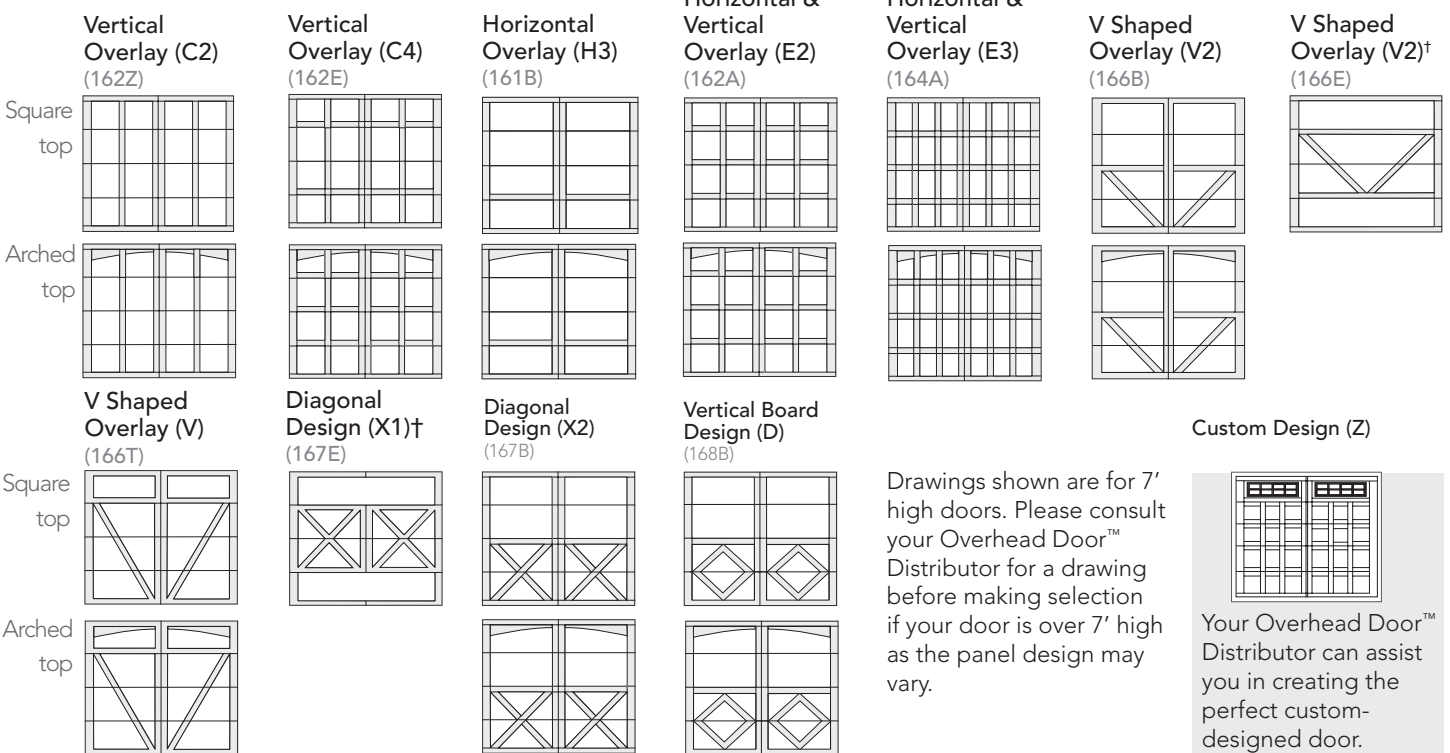 Vertical
Overlay (C2)
(162Z)
Vertical
Overlay (C4)
(162E)
Horizontal
Overlay (H3)
(161B)
Horizontal &
Vertical
Overlay (E2)
(162A)
Horizontal &
Vertical
Overlay (E3)
(164A)
V Shaped
Overlay (V2)
(166B)
V Shaped
Overlay (V2)†
(166E)
Square
top
Arched
top
V Shaped
Overlay (V)
(166T)
Diagonal
Design (X1)†
(167E)
Diagonal
Design (X2)
(167B)
Vertical Board
Design (D)
(168B)
Square
top
Arched
top
Drawings shown are for 7’
high doors. Please consult
your Overhead Door™
Distributor for a drawing
before making selection
if your door is over 7’ high
as the panel design may
vary.
Custom Design (Z)
Your Overhead Door™
Distributor can assist
you in creating the
perfect custom-
designed door.